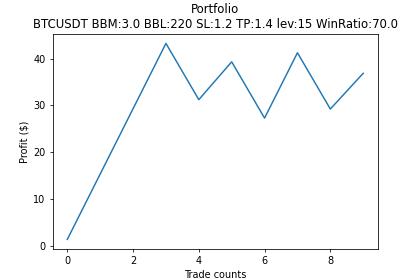 Portfolio
BTCUSDT BBM:3.0 BBL:220 SL:1.2 TP:1.4 lev:15 WinRatio:70.0
40
30
20
10
0
Profit ($)
0 2 4 6 8
Trade counts